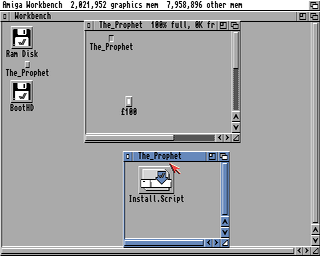 Amiga Workbench 2,021,952 graphics mem 7,958,896 other mem
Workbench
Ram Disk
The_Prophet
BootHD
The_Prophet 100% full, 0K fr
The_Prophet
£100
The_Prophet
Install.Script